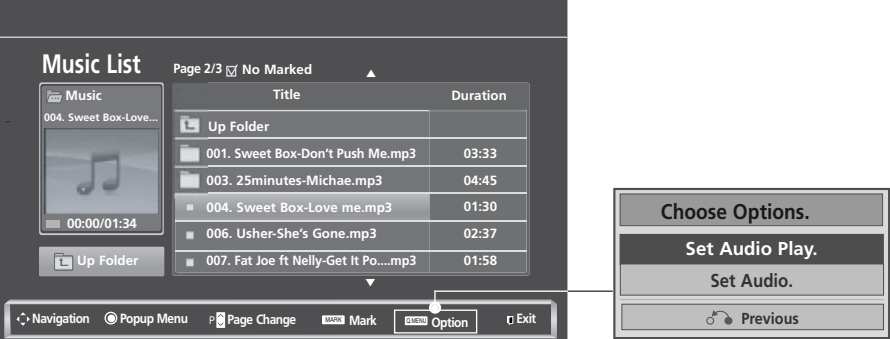 Music List
Page 2/3 No Marked
Music
004. Sweet Box-Love...
00:00/01:34
Up Folder
Title Duration
Up Folder
001. Sweet Box-Don't Push Me.mp3 03:33
003. 25minutes-Michae.mp3 04:45
004. Sweet Box-Love me.mp3 01:30
006. Usher-She's Gone.mp3 02:37
007. Fat Joe ft Nelly-Get It Po....mp3 01:58
Navigation Popup Menu P Page Change MARK Mark Q.MENU Option Exit
Choose Options.
Set Audio Play.
Set Audio.
Previous